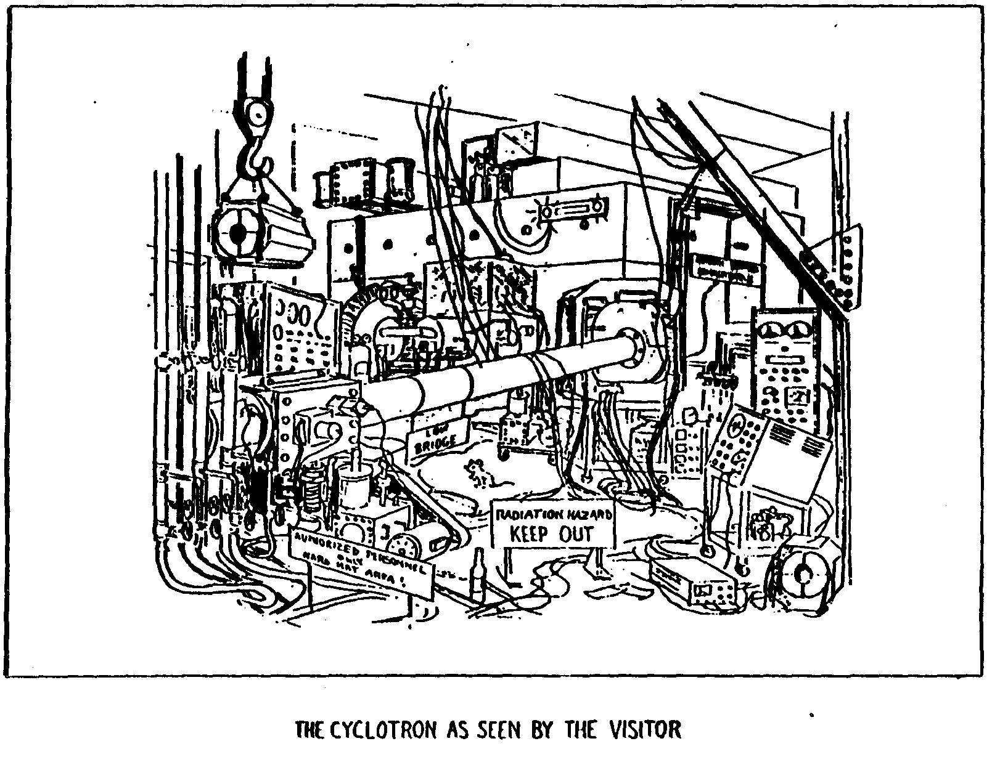 LOW
BRIDGE
RADIATION HAZARD
KEEP OUT
AUTHORIZED PERSONNEL
ONLY
HARD HAT AREA!
THE CYCLOTRON AS SEEN BY THE VISITOR